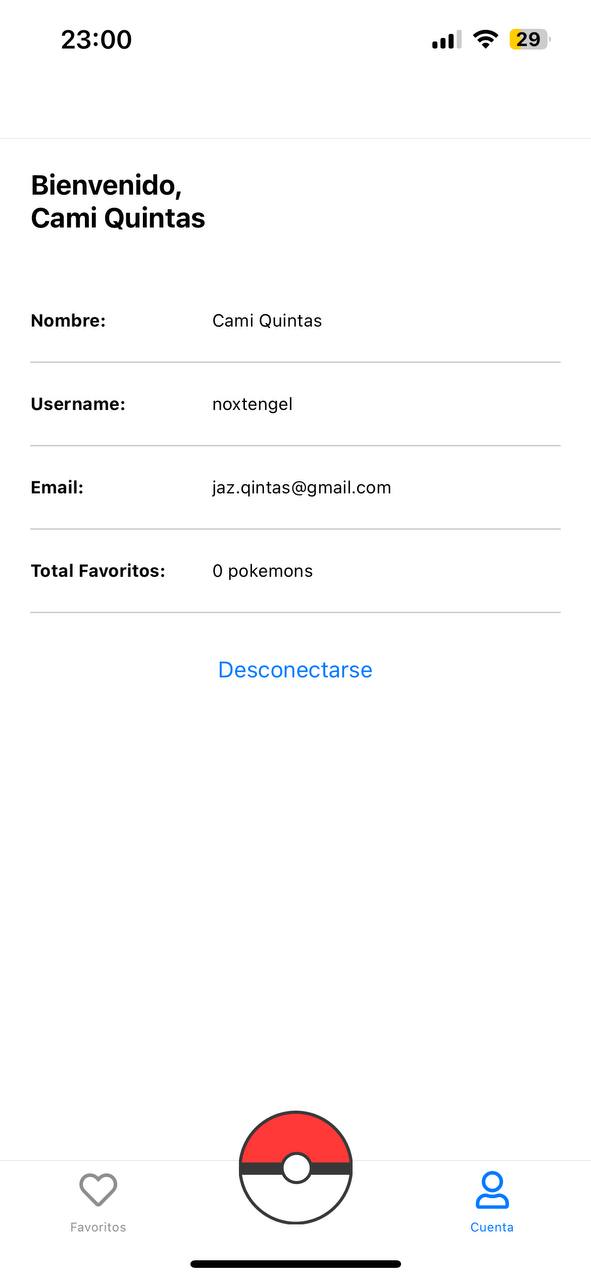 23:00
29
Bienvenido,
Cami Quintas
Nombre: Cami Quintas
Username: noxtengel
Email: jaz.qintas@gmail.com
Total Favoritos: 0 pokemons
Desconectarse
Favoritos
Cuenta